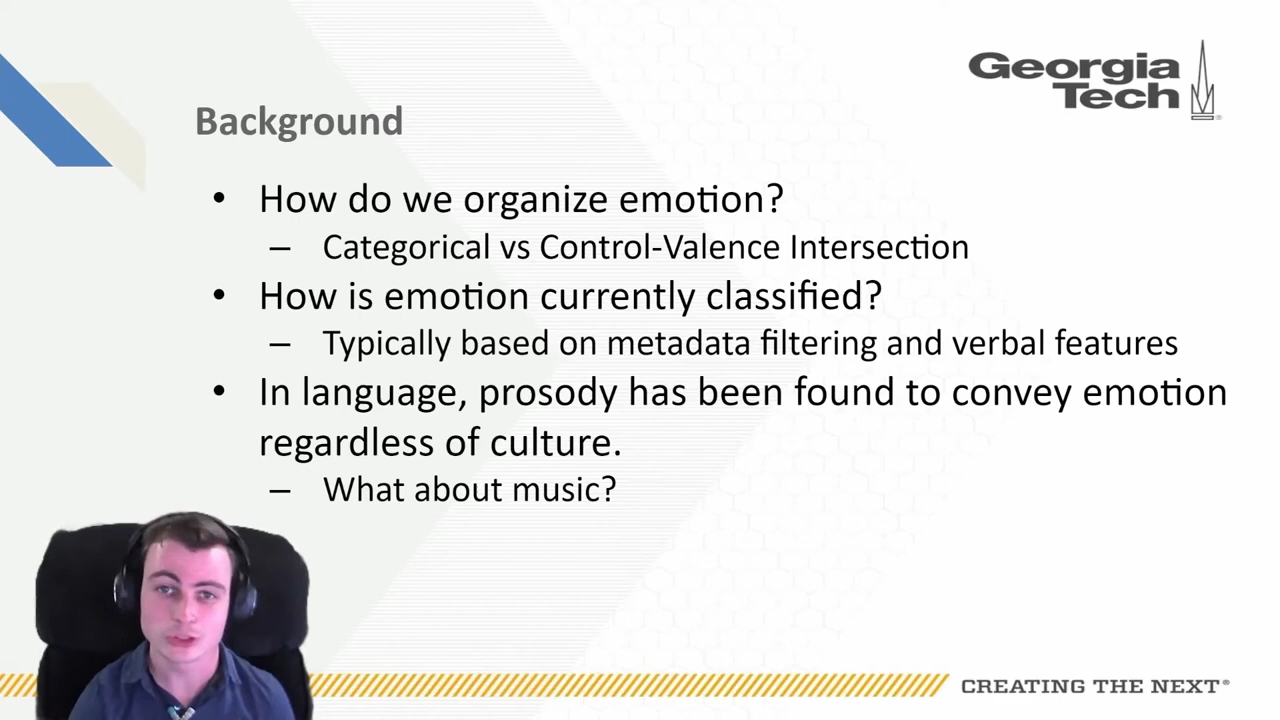 Georgia
Tech
Background
• How do we organize emotion?
– Categorical vs Control-Valence Intersection
• How is emotion currently classified?
– Typically based on metadata filtering and verbal features
• In language, prosody has been found to convey emotion
regardless of culture.
– What about music?
CREATING THE NEXT®